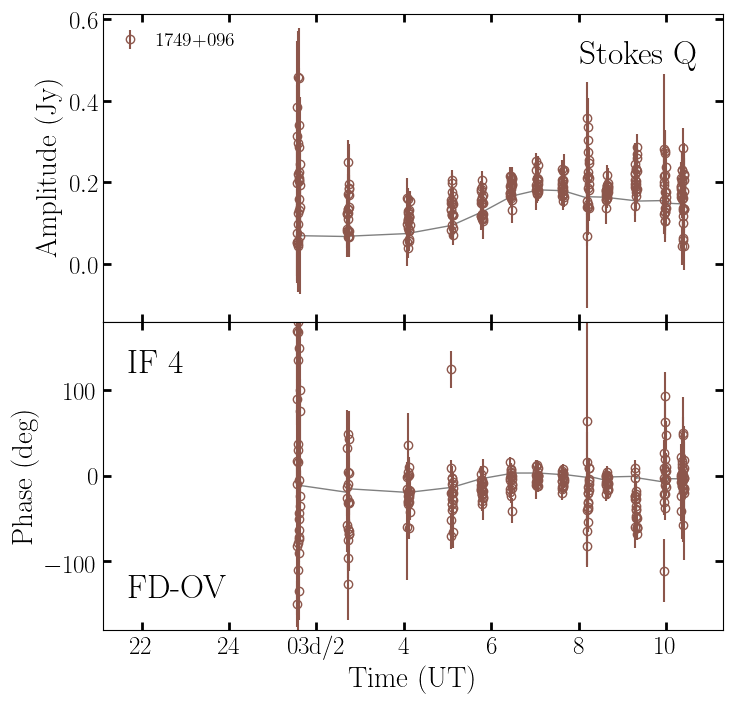 0.6
1749+096
Stokes Q
0.4
0.2
0.0
Amplitude (Jy)
IF 4
100
0
−100
Phase (deg)
FD-OV
22 24 03d/2 4 6 8 10
Time (UT)